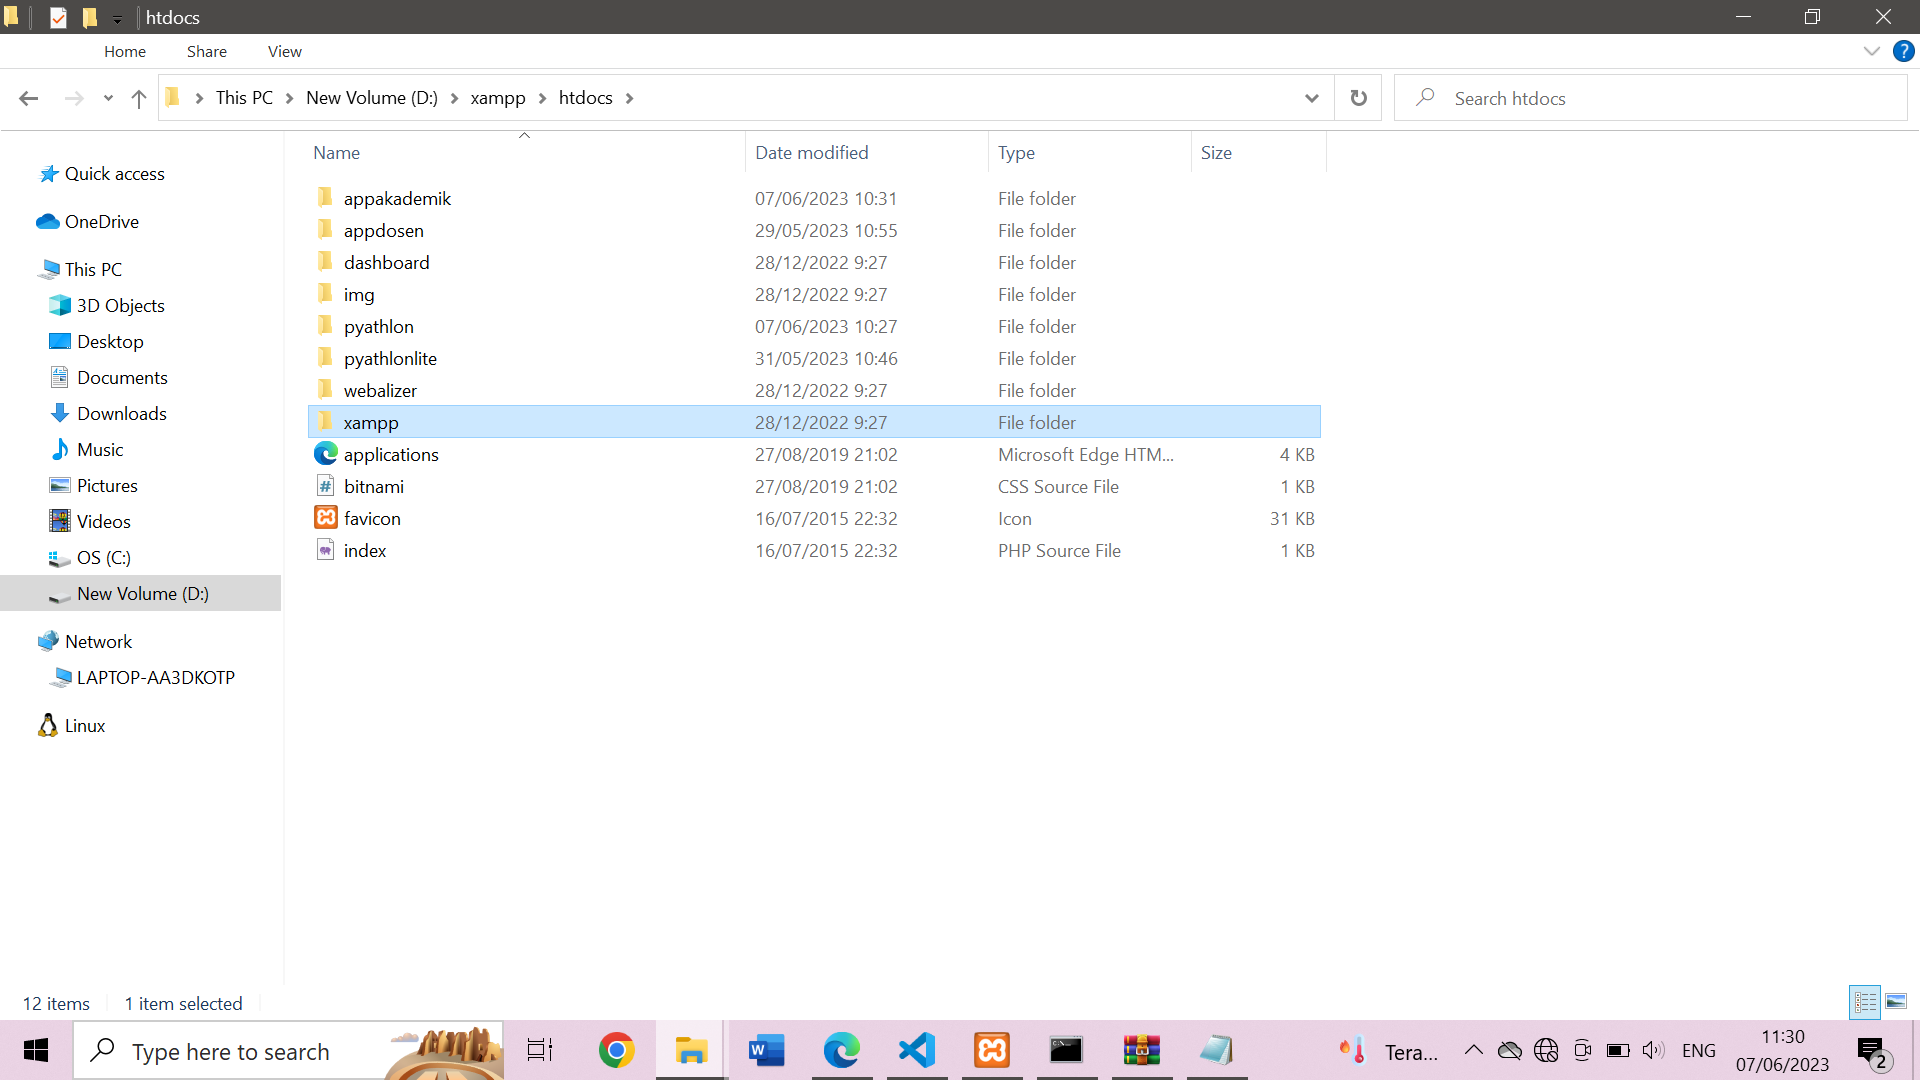 htdocs
Home Share View
This PC New Volume (D:) xampp htdocs Search htdocs
Name Date modified Type Size
Quick access
OneDrive
This PC
3D Objects
Desktop
Documents
Downloads
Music
Pictures
Videos
OS (C:)
New Volume (D:)
Network
LAPTOP-AA3DKOTP
Linux
appakademik 07/06/2023 10:31 File folder
appdosen 29/05/2023 10:55 File folder
dashboard 28/12/2022 9:27 File folder
img 28/12/2022 9:27 File folder
pyathlon 07/06/2023 10:27 File folder
pyathlonlite 31/05/2023 10:46 File folder
webalizer 28/12/2022 9:27 File folder
xampp 28/12/2022 9:27 File folder
applications 27/08/2019 21:02 Microsoft Edge HTM... 4 KB
bitnami 27/08/2019 21:02 CSS Source File 1 KB
favicon 16/07/2015 22:32 Icon 31 KB
index 16/07/2015 22:32 PHP Source File 1 KB
12 items 1 item selected
Type here to search Tera... ENG 11:30
07/06/2023 2